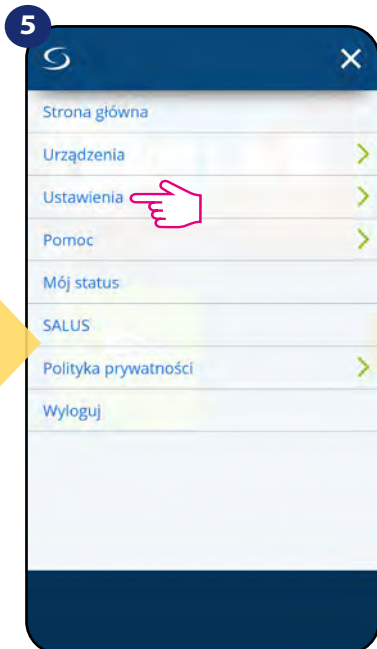 5
Strona główna
Urządzenia
Ustawienia
Pomoc
Mój status
SALUS
Polityka prywatności
Wyloguj